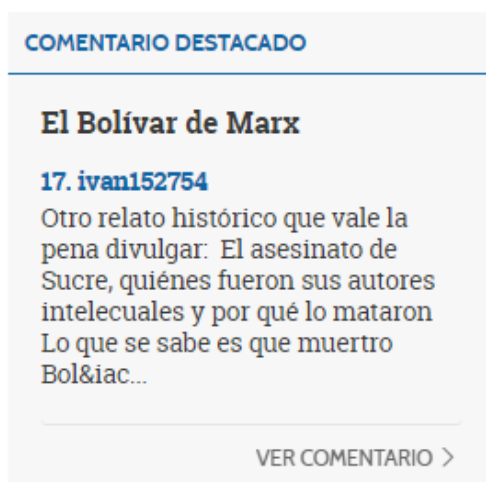 COMENTARIO DESTACADO
El Bolívar de Marx
17. ivan152754
Otro relato histórico que vale la
pena divulgar:  El asesinato de
Sucre, quiénes fueron sus autores
intelecuales y por qué lo mataron
Lo que se sabe es que muertro
Bol&iac...
VER COMENTARIO >